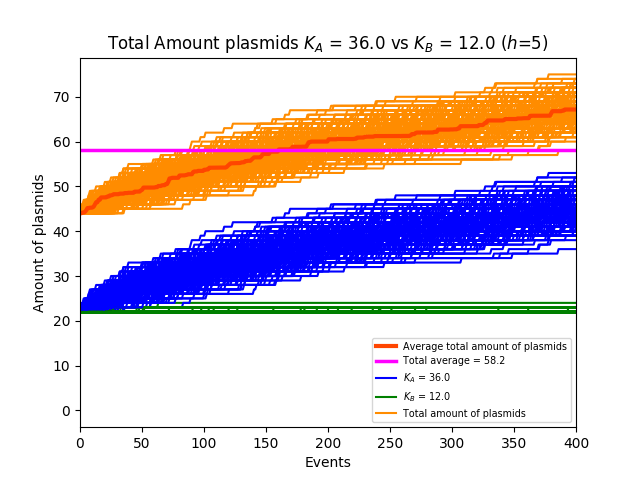 Total Amount plasmids K_A = 36.0 vs K_B = 12.0 (h=5)
Amount of plasmids
70
60
50
40
30
20
10
0
Average total amount of plasmids
Total average = 58.2
K_A = 36.0
K_B = 12.0
Total amount of plasmids
0 50 100 150 200 250 300 350 400
Events